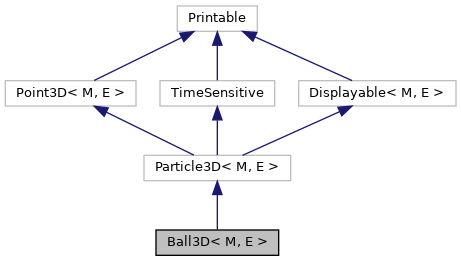 Printable
Point3D< M, E >
TimeSensitive
Displayable< M, E >
Particle3D< M, E >
Ball3D< M, E >